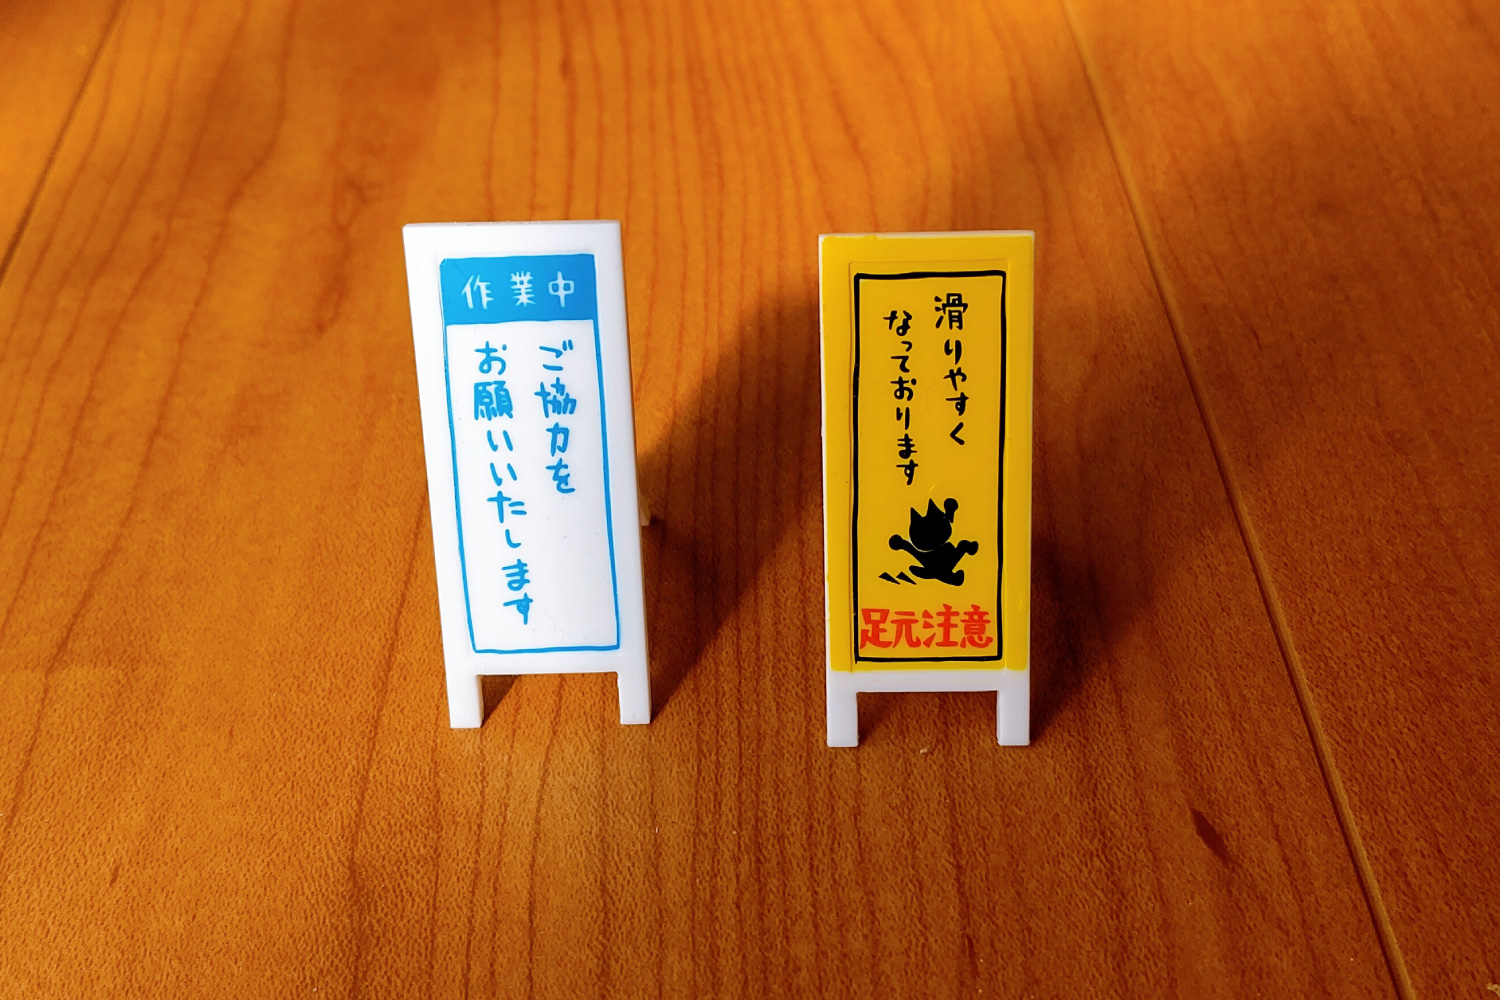 作業中
ご協力を
お願いいたします
滑りやすく
なっております
足元注意